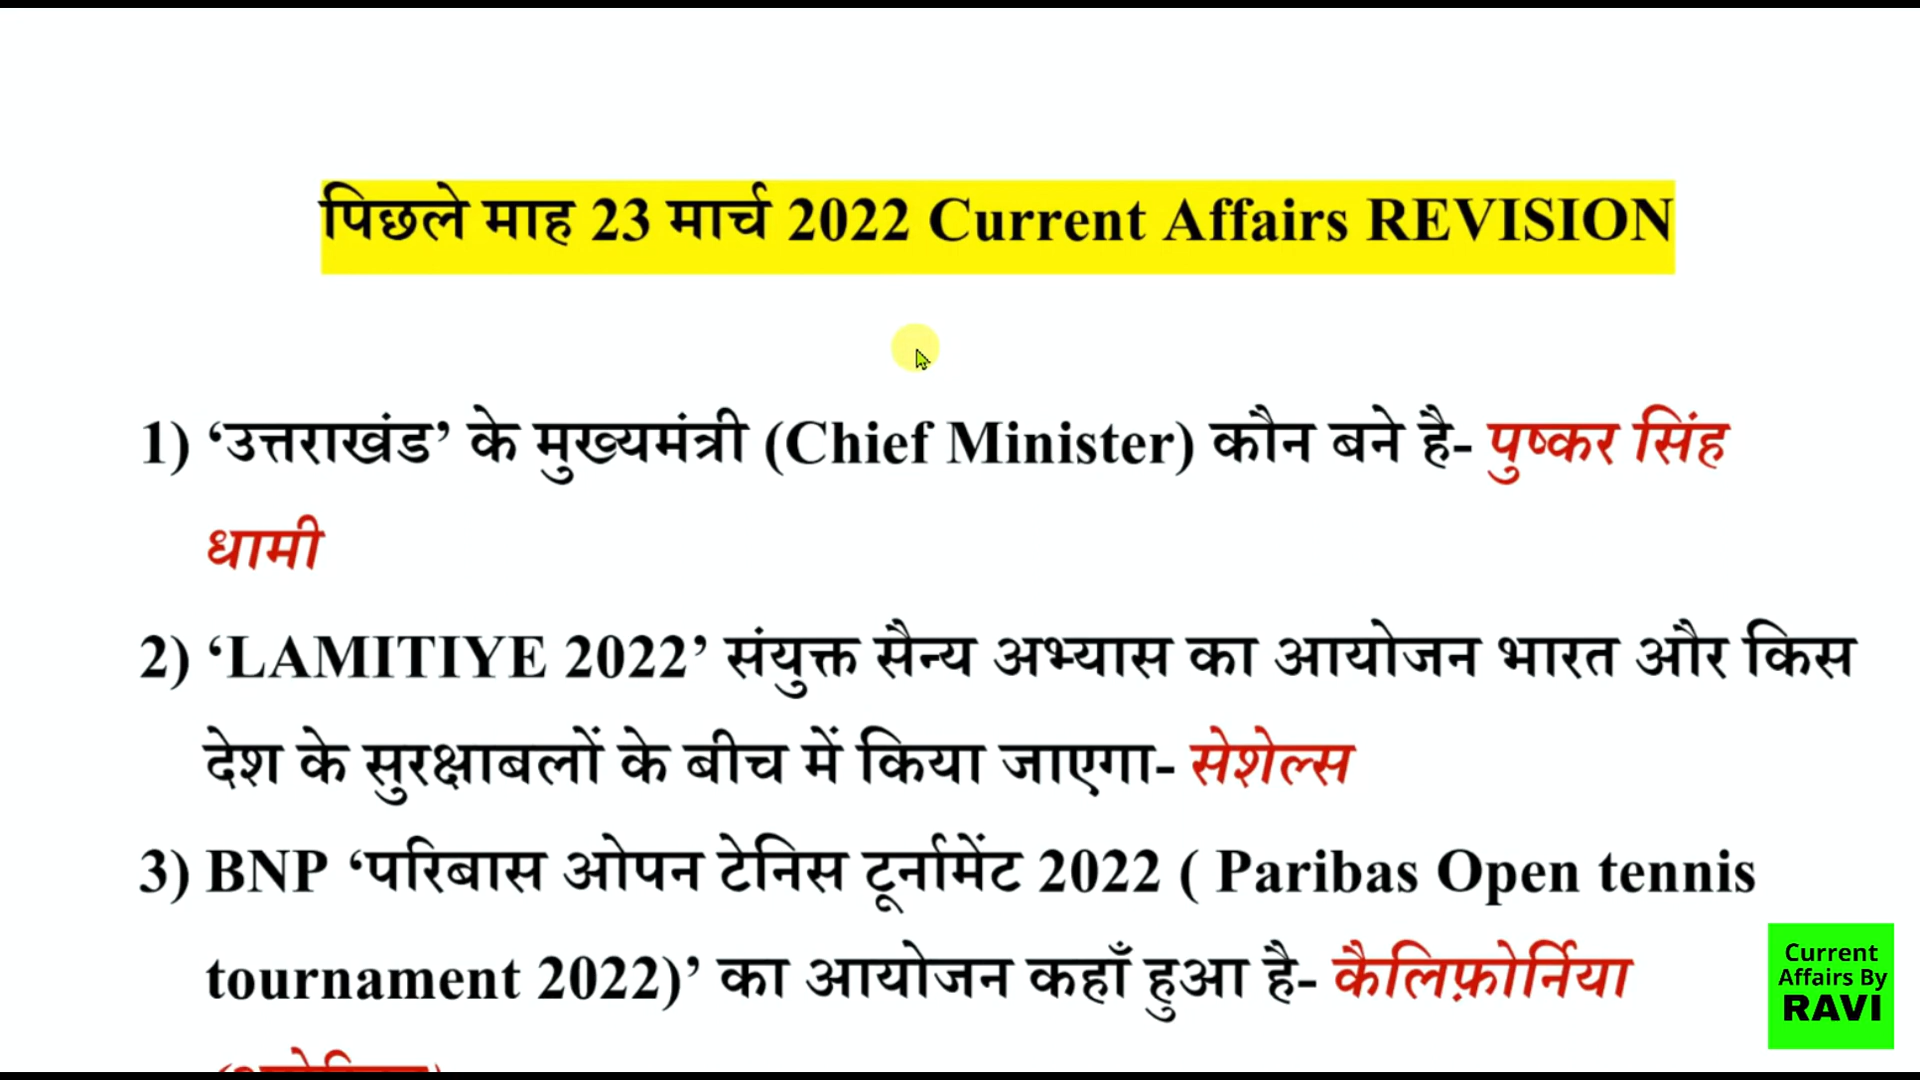 पिछले माह 23 मार्च 2022 Current Affairs REVISION
1) ‘उत्तराखंड’ के मुख्यमंत्री (Chief Minister) कौन बने है- पुष्कर सिंह
धामी
2) ‘LAMITIYE 2022’ संयुक्त सैन्य अभ्यास का आयोजन भारत और किस
देश के सुरक्षाबलों के बीच में किया जाएगा- सेशेल्स
3) BNP ‘परिबास ओपन टेनिस टूर्नामेंट 2022 ( Paribas Open tennis
tournament 2022)’ का आयोजन कहाँ हुआ है- कैलिफ़ोर्निया
Current
Affairs By
RAVI